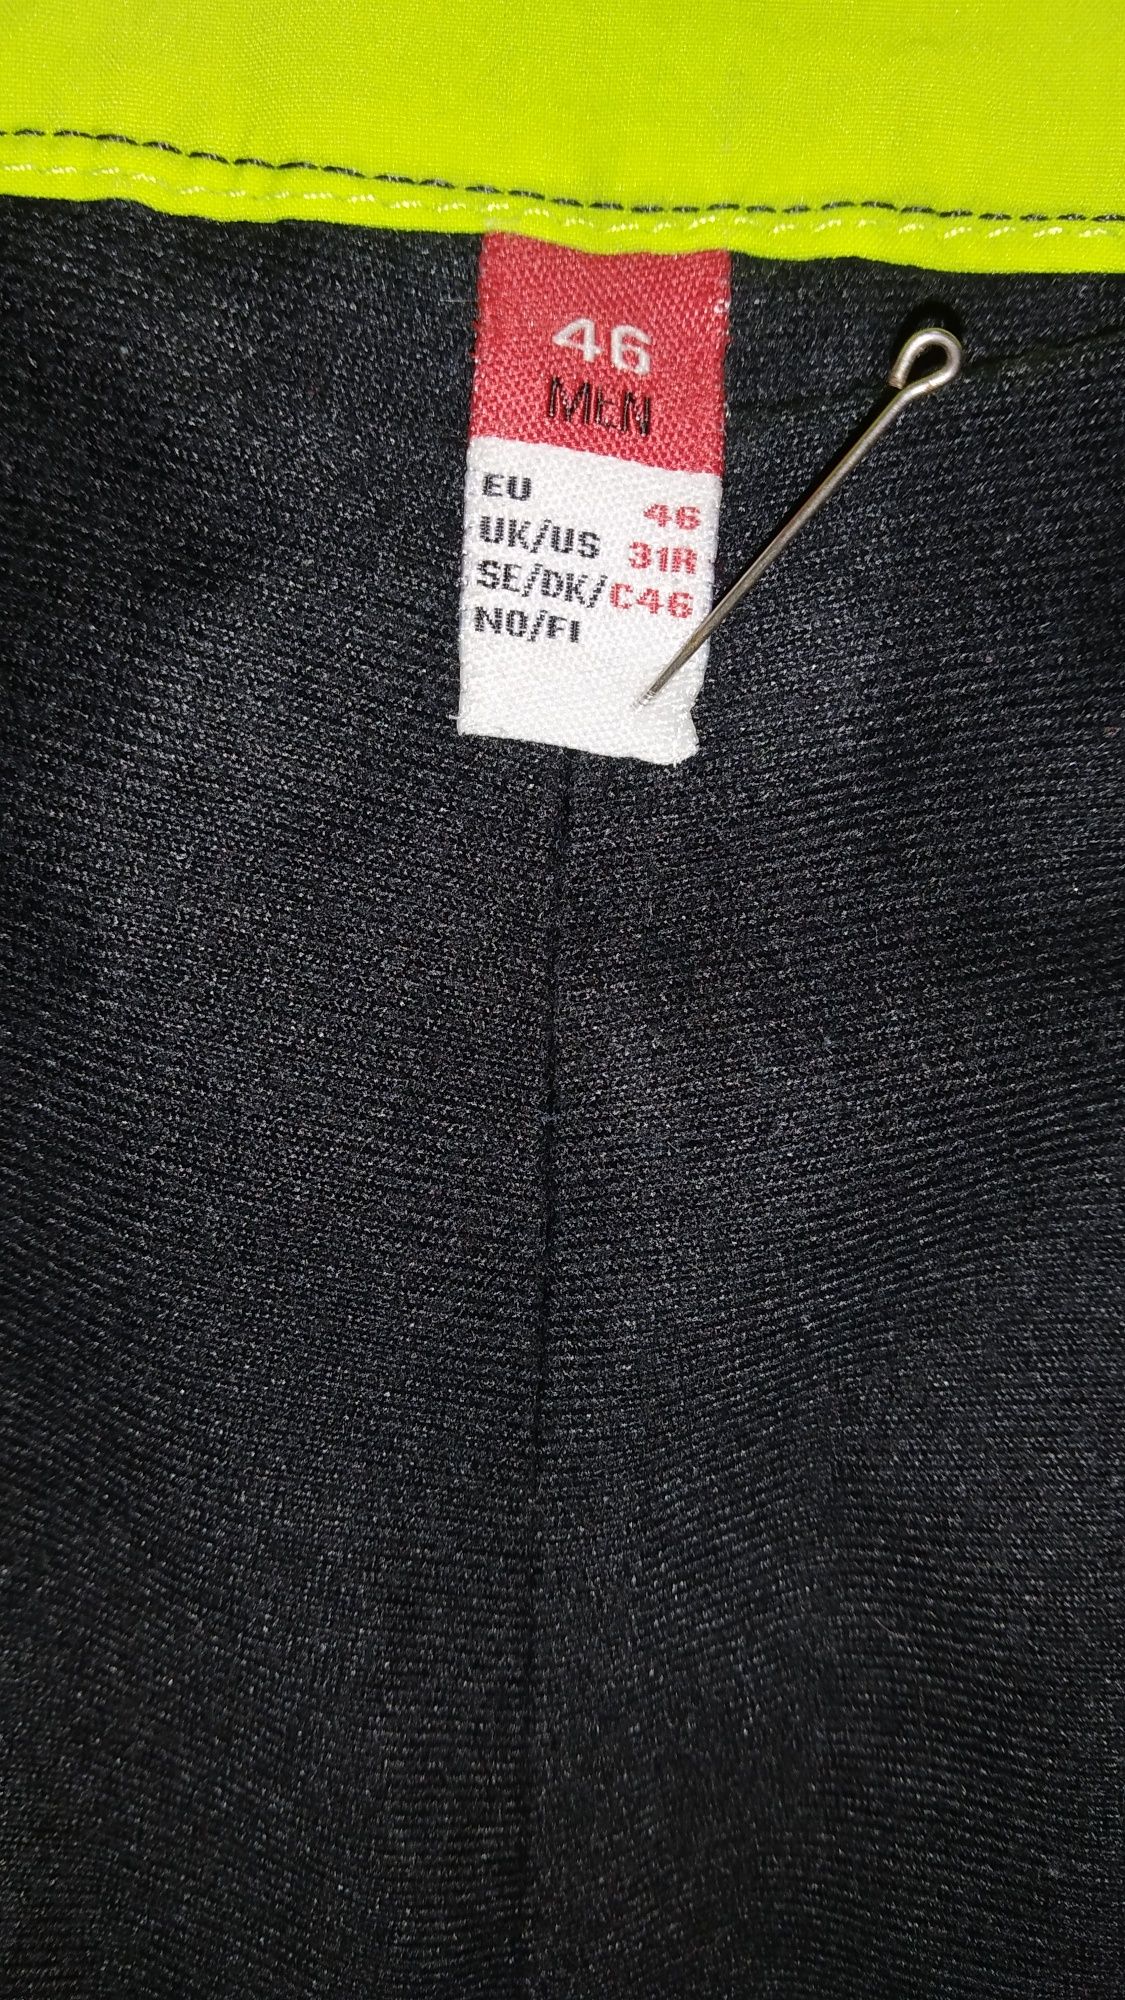 46
MEN
EU 46
UK/US 31R
SE/DK/ C46
NO/FI